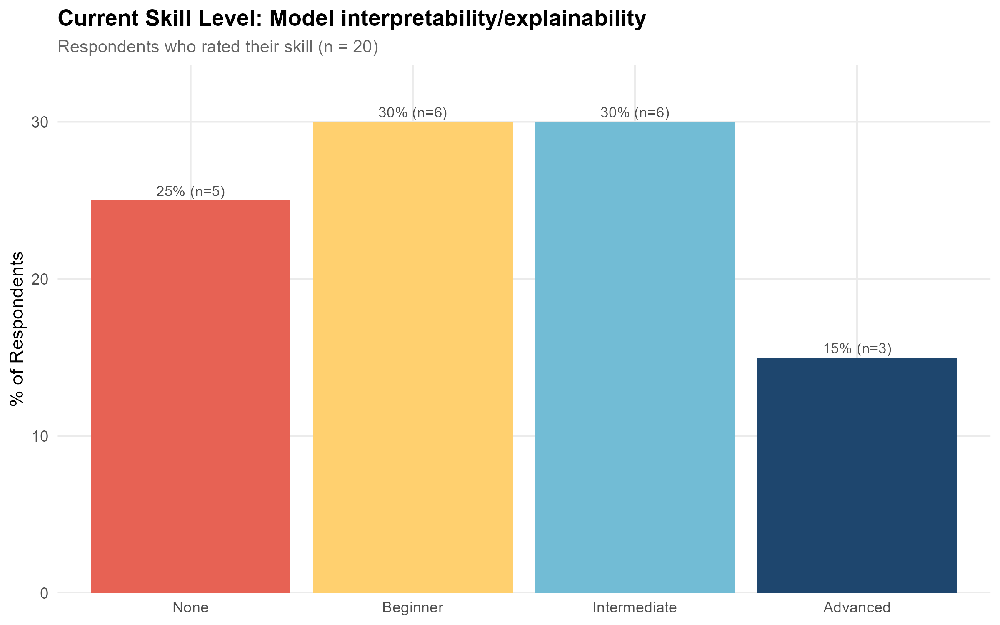 Current Skill Level: Model interpretability/explainability
Respondents who rated their skill (n = 20)
% of Respondents
30
20
10
0
25% (n=5)
30% (n=6)
30% (n=6)
15% (n=3)
None
Beginner
Intermediate
Advanced